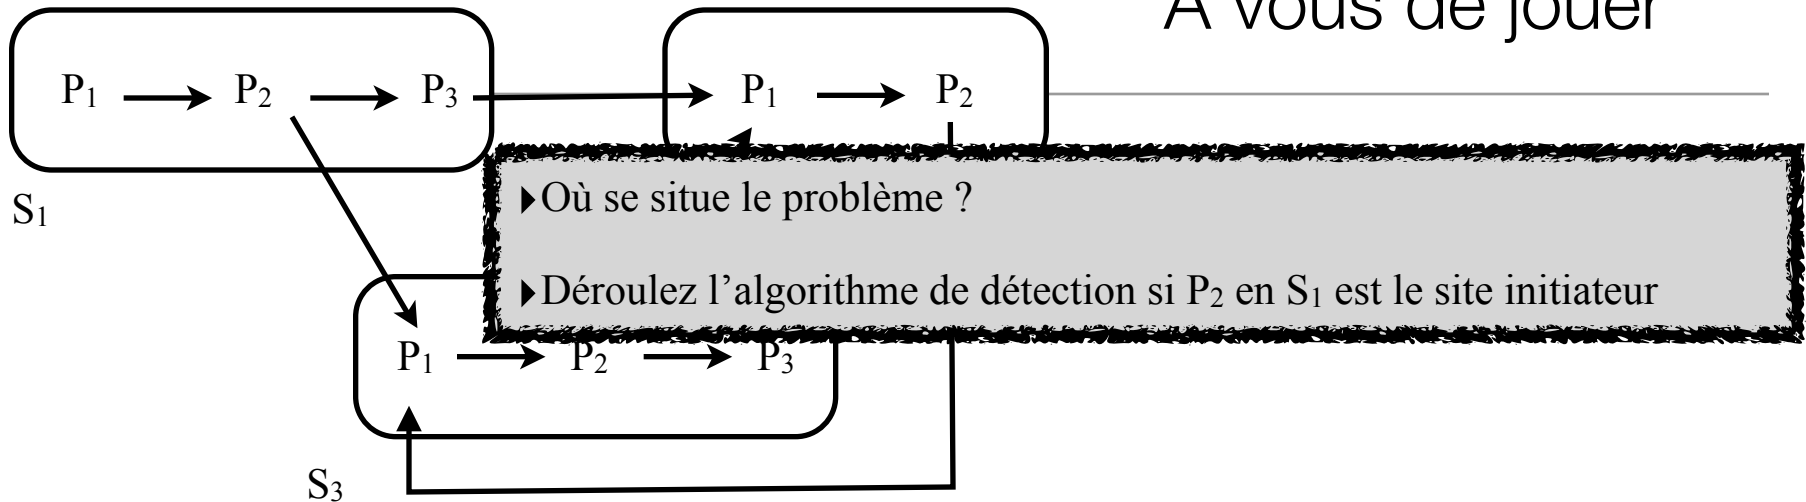 À vous de jouer
P1 P2 P3 P1 P2
S1
▸Où se situe le problème ?
▸Déroulez l’algorithme de détection si P2 en S1 est le site initiateur
P1 P2 P3
S3